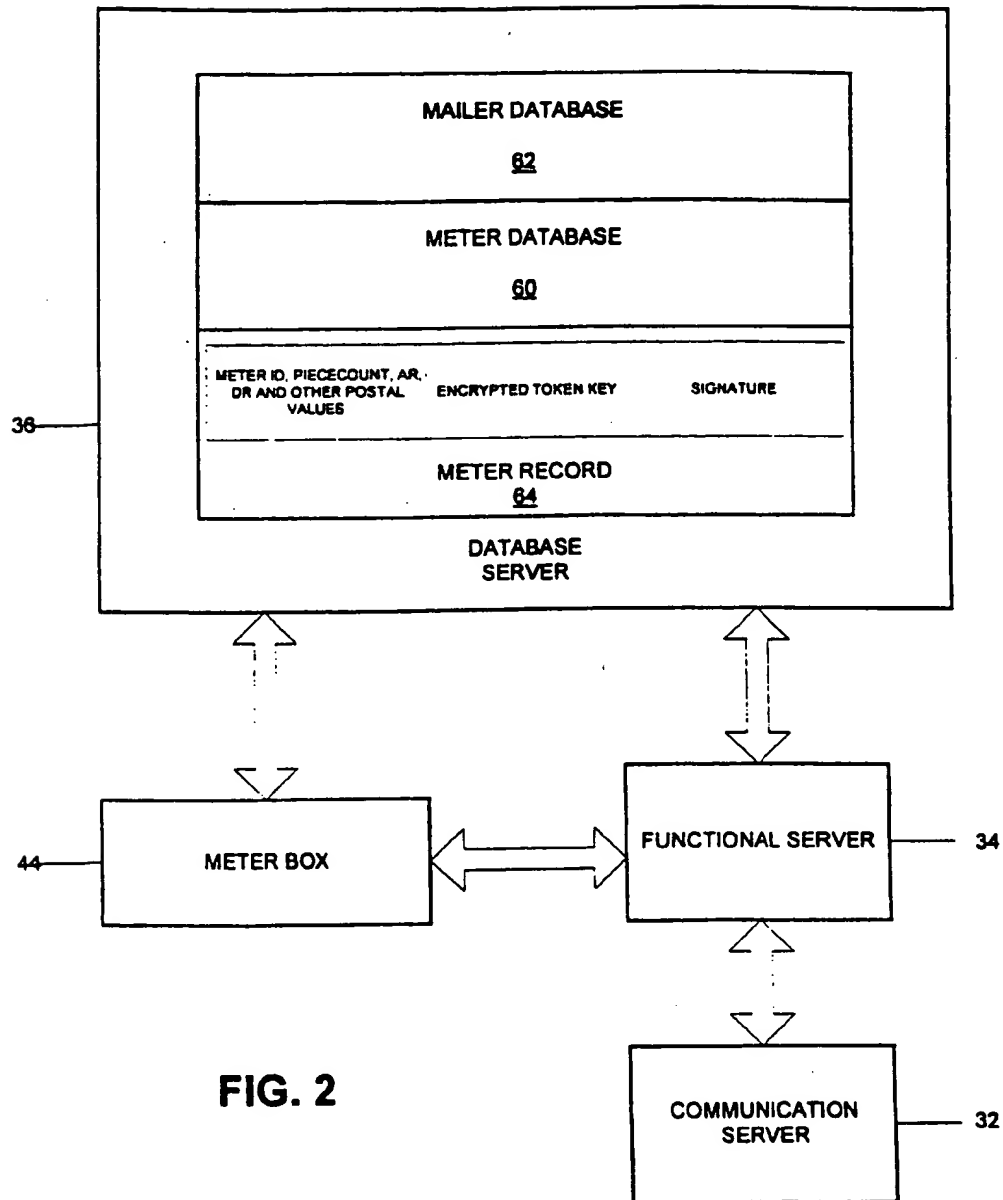 MAILER DATABASE
62
METER DATABASE
60
METER ID, PIECECOUNT, AR,
DR AND OTHER POSTAL
VALUES
ENCRYPTED TOKEN KEY
SIGNATURE
36
METER RECORD
64
DATABASE
SERVER
44
METER BOX
FUNCTIONAL SERVER
34
FIG. 2
COMMUNICATION
SERVER
32